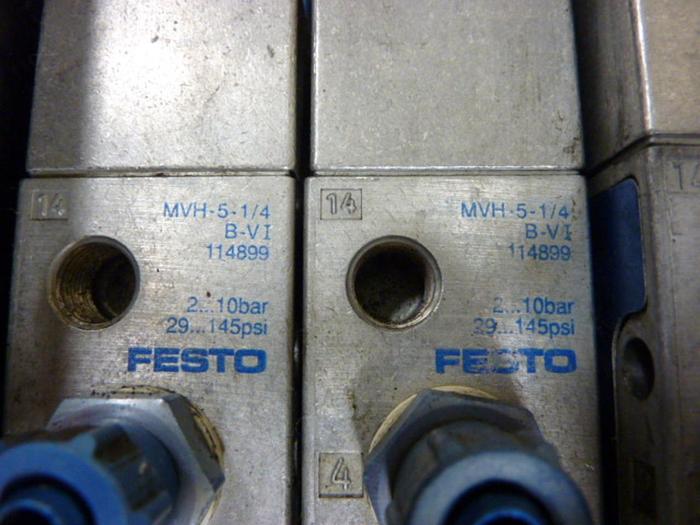 14
MVH-5-1/4
B-VI
114899
2...10bar
29...145psi
FESTO
14
MVH-5-1/4
B-VI
114899
2...10bar
29...145psi
FESTO
4